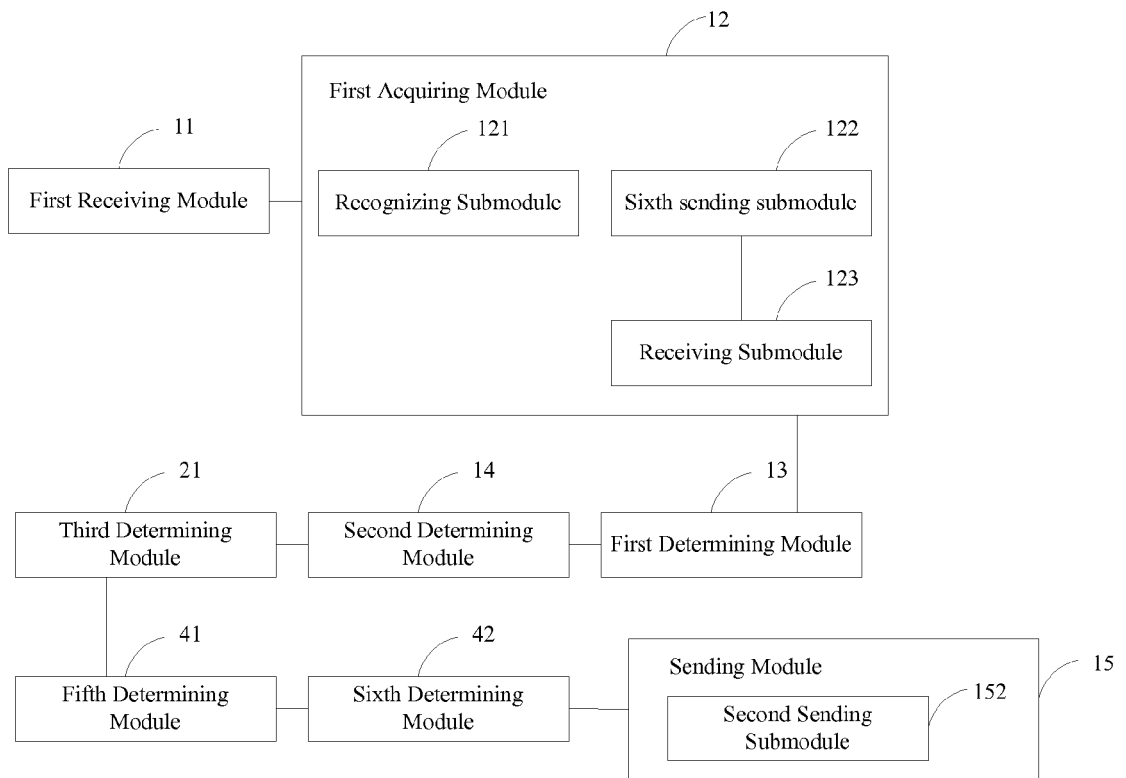 12
First Acquiring Module
11
121
122
First Receiving Module
Recognizing Submodule
Sixth sending submodule
123
Receiving Submodule
21
14
13
Third Determining
Module
Second Determining
Module
First Determining Module
41
42
15
Fifth Determining
Module
Sixth Determining
Module
Sending Module
152
Second Sending
Submodule